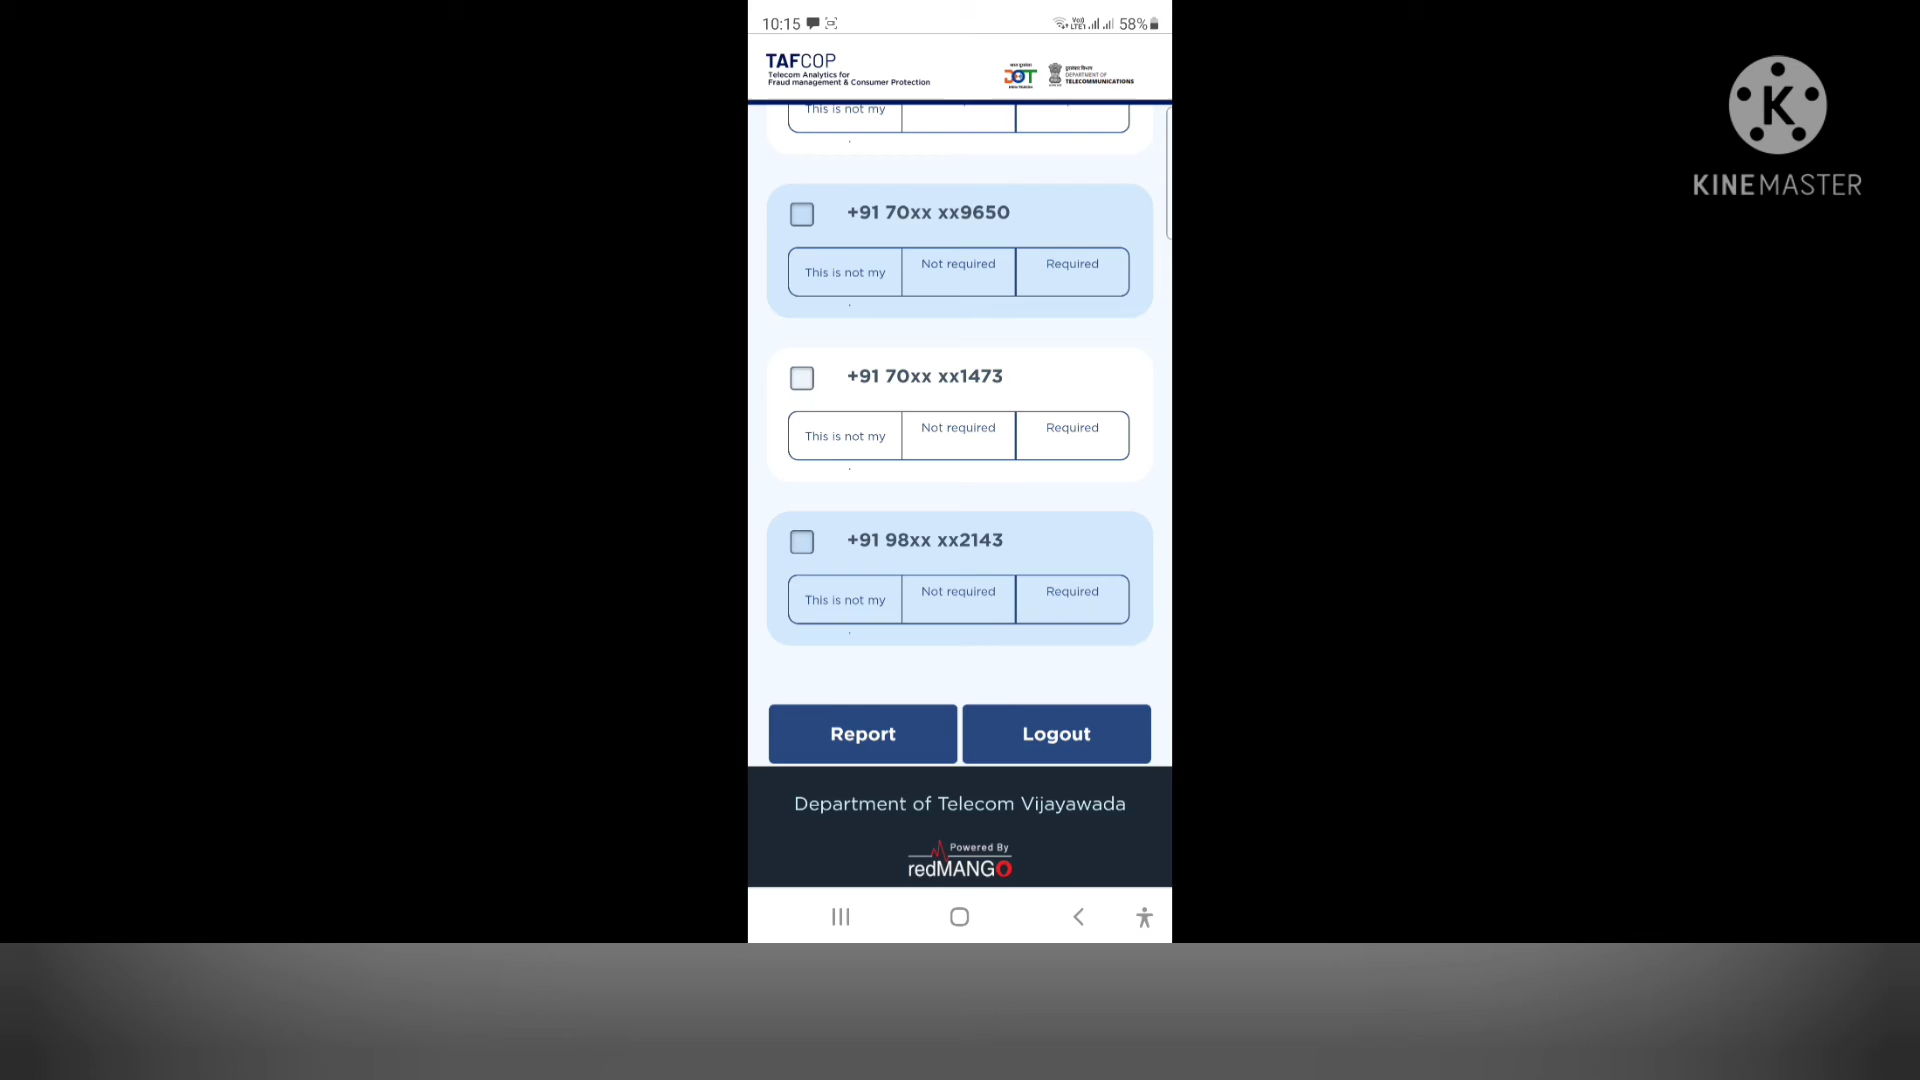 10:15
58%
TAFCOP
Telecom Analytics for
Fraud management & Consumer Protection
DOT
DEPARTMENT OF
TELECOMMUNICATIONS
This is not my
+91 70xx xx9650
This is not my
Not required
Required
+91 70xx xx1473
This is not my
Not required
Required
+91 98xx xx2143
This is not my
Not required
Required
Report
Logout
Department of Telecom Vijayawada
Powered By
redMANGO
K
KINEMASTER